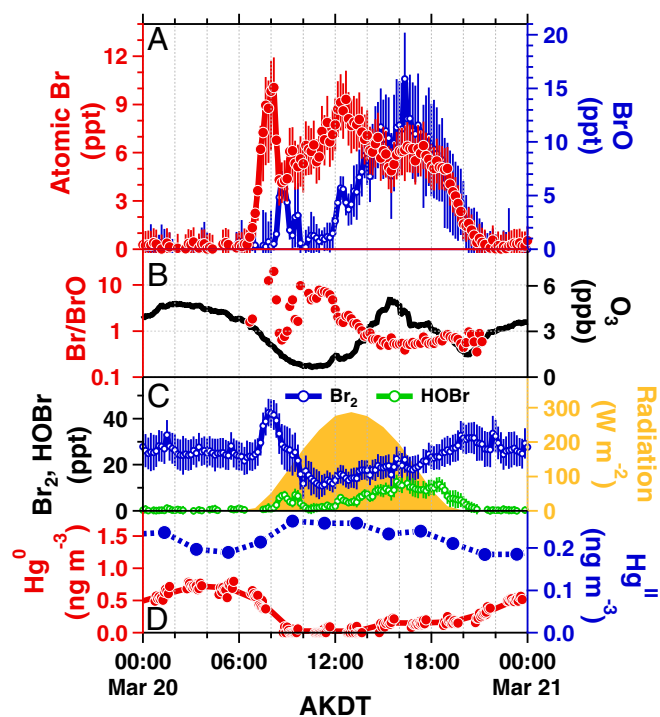 A
Atomic Br
(ppt)
12
9
6
3
0
20
15
10
5
0
BrO
(ppt)
B
Br/BrO
10
1
0.1
6
3
0
O3
(ppb)
C
Br2 HOBr
Br2, HOBr
(ppt)
40
20
0
300
200
100
0
Radiation
(W m-2)
D
Hg0
(ng m-3)
1.5
1.0
0.5
0.0
0.2
0.1
0.0
HgII
(ng m-3)
00:00 06:00 12:00 18:00 00:00
Mar 20 Mar 21
AKDT